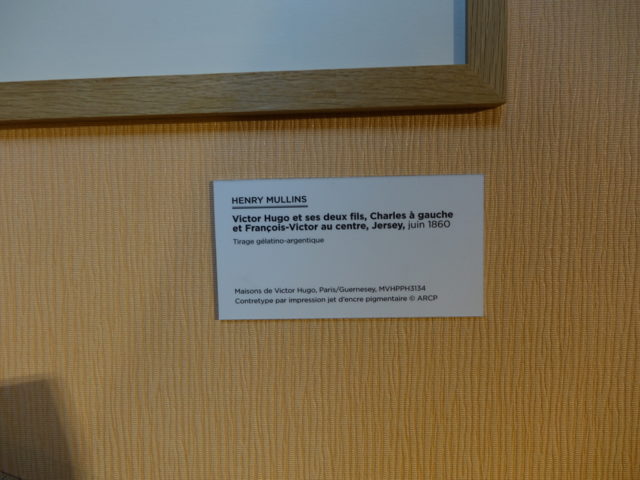 HENRY MULLINS
Victor Hugo et ses deux fils, Charles à gauche
et François-Victor au centre, Jersey, juin 1860
Tirage gélatino-argentique
Maisons de Victor Hugo, Paris/Guernesey, MVHPPH3134
Contretype par impression jet d'encre pigmentaire © ARCP